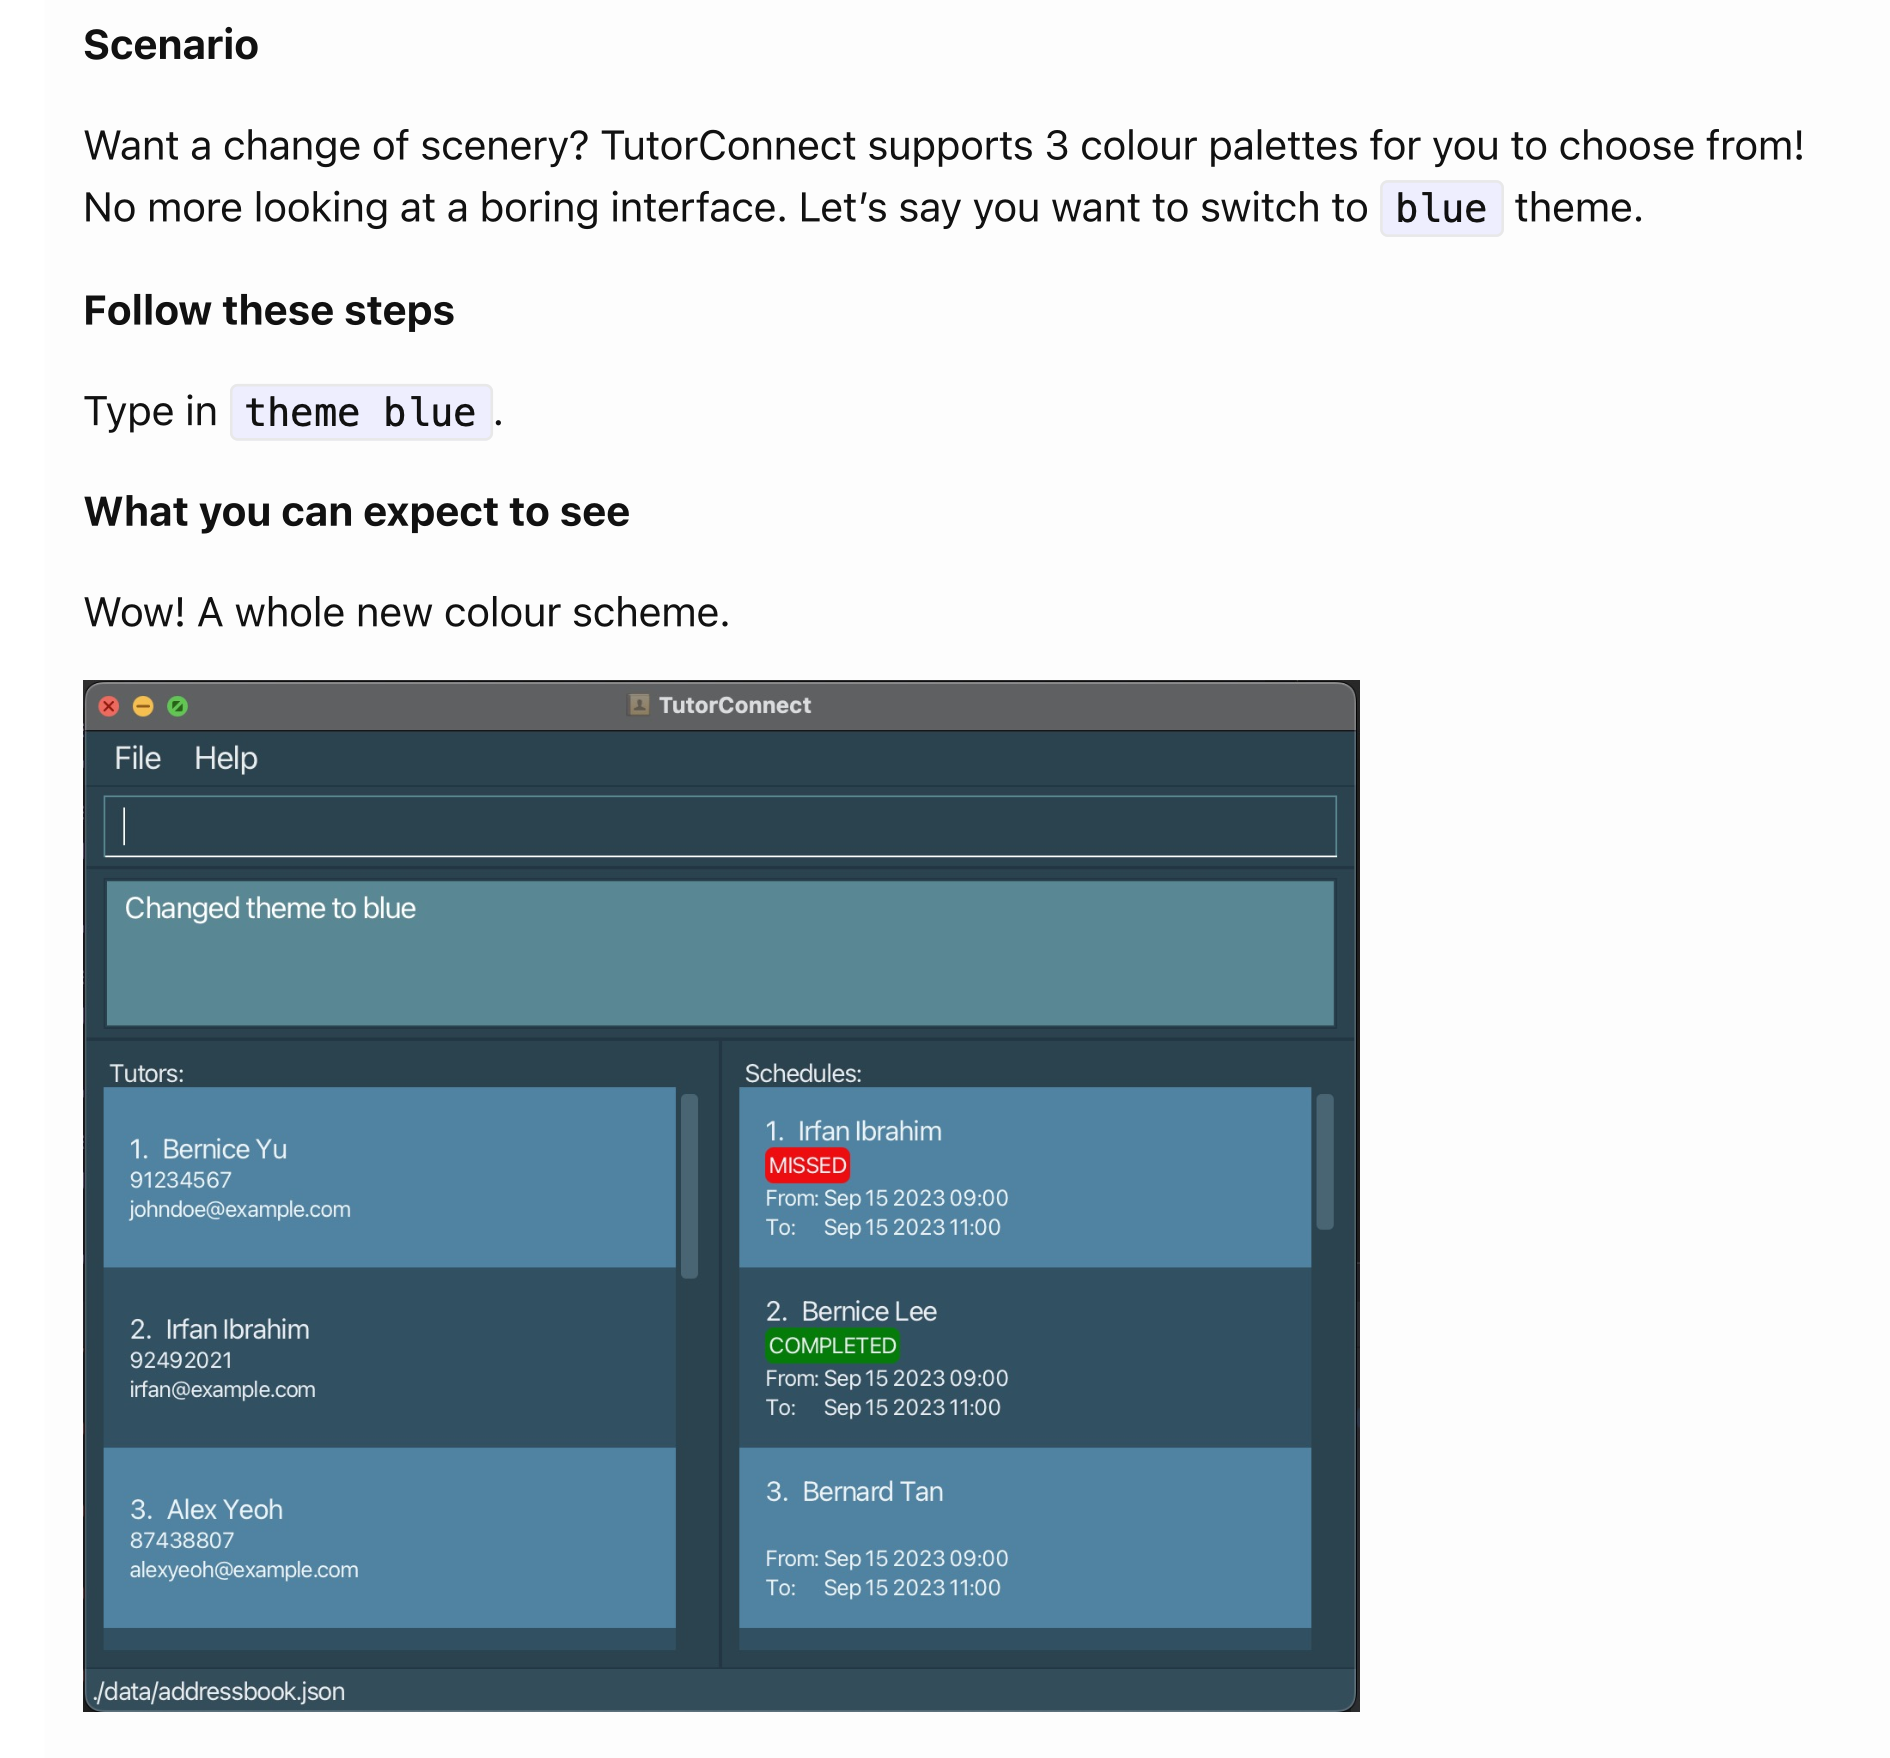 Scenario
Want a change of scenery? TutorConnect supports 3 colour palettes for you to choose from!
No more looking at a boring interface. Let’s say you want to switch to blue theme.
Follow these steps
Type in theme blue.
What you can expect to see
Wow! A whole new colour scheme.
TutorConnect
File Help
Changed theme to blue
Tutors:
1. Bernice Yu
91234567
johndoe@example.com
2. Irfan Ibrahim
92492021
irfan@example.com
3. Alex Yeoh
87438807
alexyeoh@example.com
Schedules:
1. Irfan Ibrahim
MISSED
From: Sep 15 2023 09:00
To: Sep 15 2023 11:00
2. Bernice Lee
COMPLETED
From: Sep 15 2023 09:00
To: Sep 15 2023 11:00
3. Bernard Tan
From: Sep 15 2023 09:00
To: Sep 15 2023 11:00
./data/addressbook.json